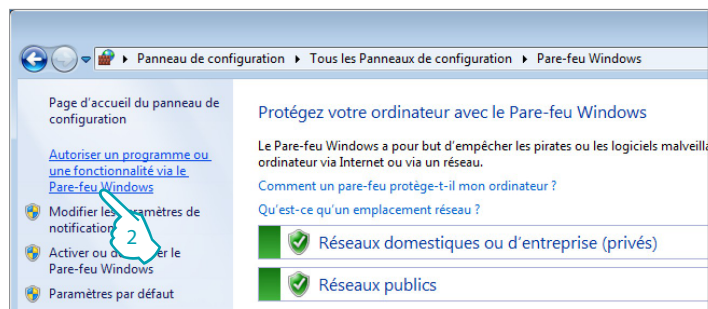 Panneau de configuration ▸ Tous les Panneaux de configuration ▸ Pare-feu Windows
Page d'accueil du panneau de
configuration
Autoriser un programme ou
une fonctionnalité via le
Pare-feu Windows
Modifier les paramètres de
notification
2
Activer ou er le
Pare-feu Windows
Paramètres par défaut
Protégez votre ordinateur avec le Pare-feu Windows
Le Pare-feu Windows a pour but d'empêcher les pirates ou les logiciels malveilla
ordinateur via Internet ou via un réseau.
Comment un pare-feu protège-t-il mon ordinateur ?
Qu'est-ce qu'un emplacement réseau ?
Réseaux domestiques ou d'entreprise (privés)
Réseaux publics